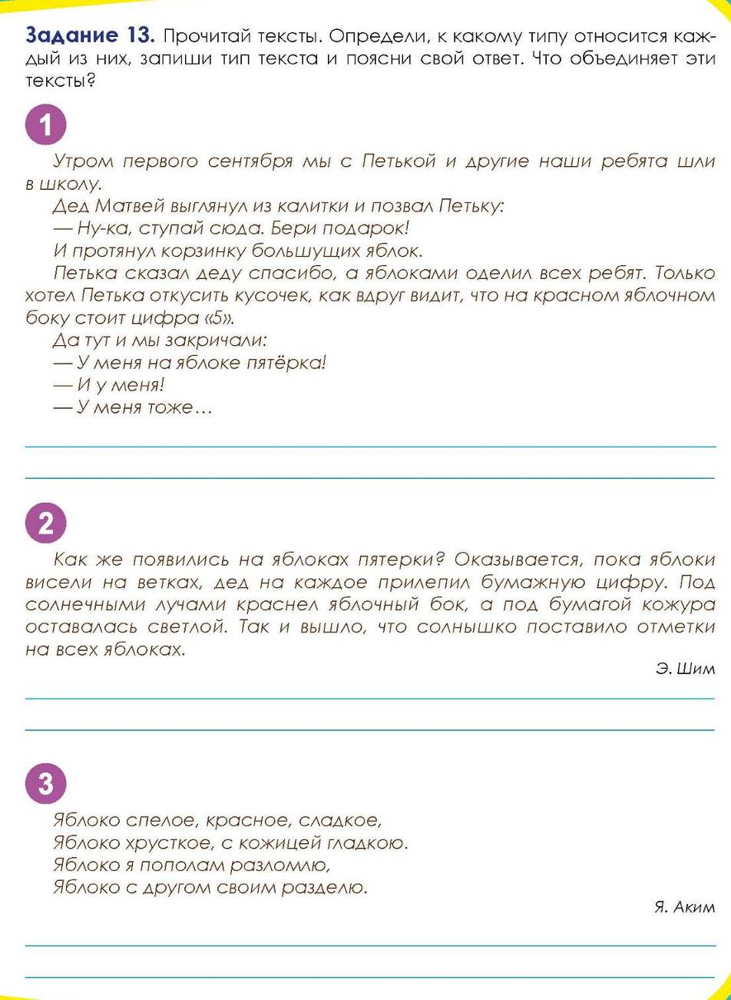 Задание 13. Прочитай тексты. Определи, к какому типу относится каж-
дый из них, запиши тип текста и поясни свой ответ. Что объединяет эти
тексты?
1
Утром первого сентября мы с Петькой и другие наши ребята шли
в школу.
Дед Матвей выглянул из калитки и позвал Петьку:
— Ну-ка, ступай сюда. Бери подарок!
И протянул корзинку большущих яблок.
Петька сказал деду спасибо, а яблоками оделил всех ребят. Только
хотел Петька откусить кусочек, как вдруг видит, что на красном яблочном
боку стоит цифра «5».
Да тут и мы закричали:
— У меня на яблоке пятёрка!
— И у меня!
— У меня тоже...
2
Как же появились на яблоках пятерки? Оказывается, пока яблоки
висели на ветках, дед на каждое прилепил бумажную цифру. Под
солнечными лучами краснел яблочный бок, а под бумагой кожура
оставалась светлой. Так и вышло, что солнышко поставило отметки
на всех яблоках.
Э. Шим
3
Яблоко спелое, красное, сладкое,
Яблоко хрусткое, с кожицей гладкою.
Яблоко я пополам разломлю,
Яблоко с другом своим разделю.
Я. Аким